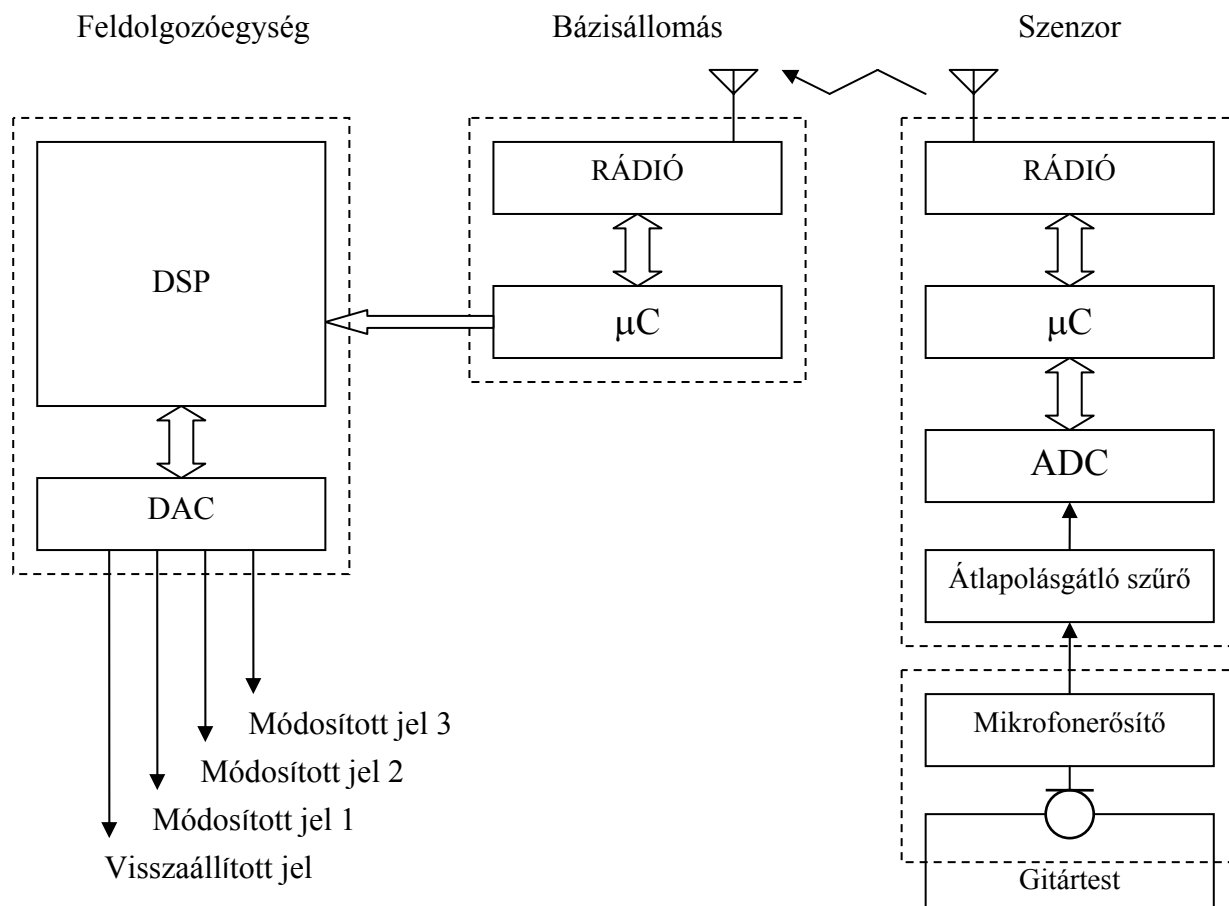 Feldolgozóegység
Bázisállomás
Szenzor
RÁDIÓ
RÁDIÓ
DSP
μC
μC
ADC
DAC
Átlapolásgátló szűrő
Módosított jel 3
Mikrofonerősítő
Módosított jel 2
Módosított jel 1
Visszaállított jel
Gitártest